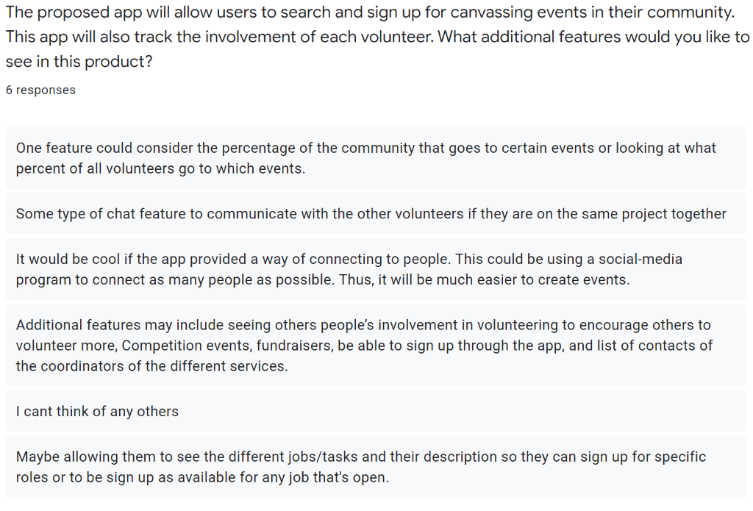 The proposed app will allow users to search and sign up for canvassing events in their community.
This app will also track the involvement of each volunteer. What additional features would you like to
see in this product?
6 responses
One feature could consider the percentage of the community that goes to certain events or looking at what
percent of all volunteers go to which events.
Some type of chat feature to communicate with the other volunteers if they are on the same project together
It would be cool if the app provided a way of connecting to people. This could be using a social-media
program to connect as many people as possible. Thus, it will be much easier to create events.
Additional features may include seeing others people's involvement in volunteering to encourage others to
volunteer more, Competition events, fundraisers, be able to sign up through the app, and list of contacts of
the coordinators of the different services.
I cant think of any others
Maybe allowing them to see the different jobs/tasks and their description so they can sign up for specific
roles or to be sign up as available for any job that's open.